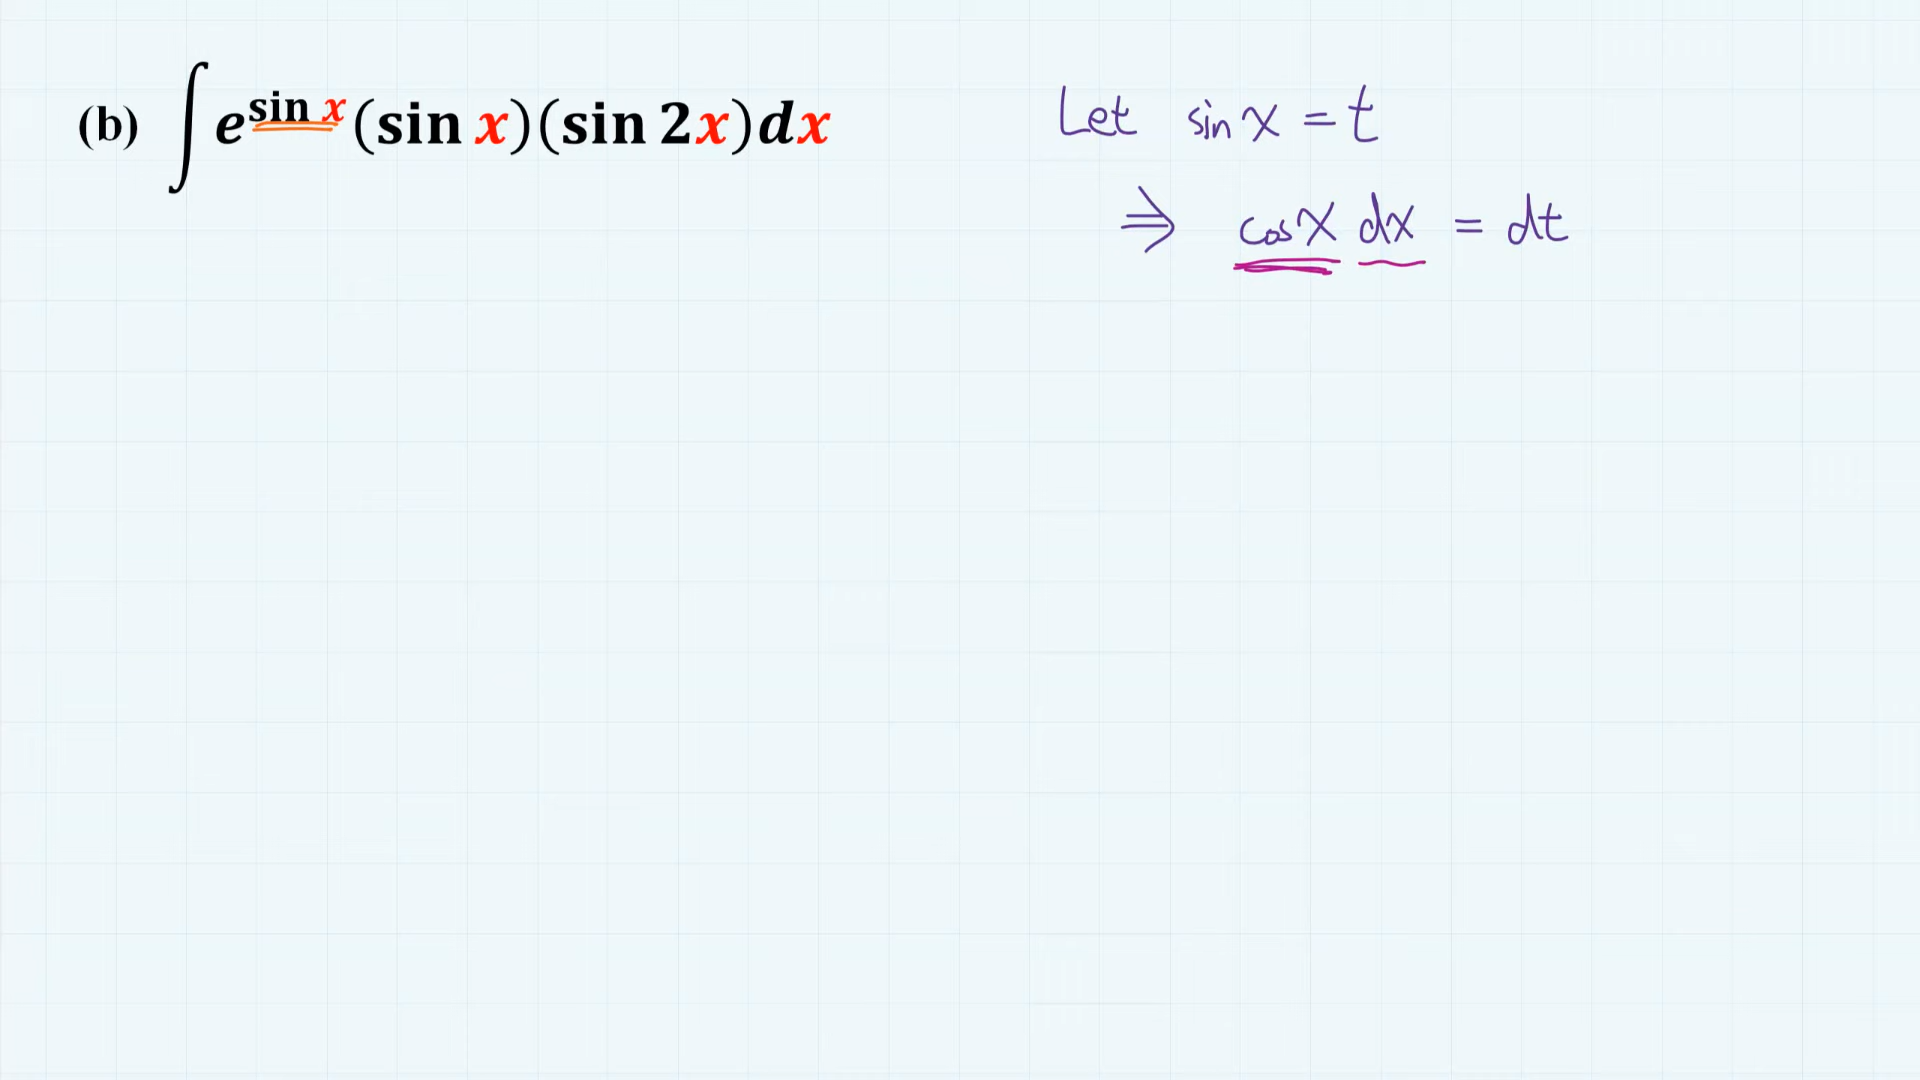 (b) ∫ e^{sin x} (sin x)(sin 2x)dx
Let sin x = t
⇒ cos x dx = dt